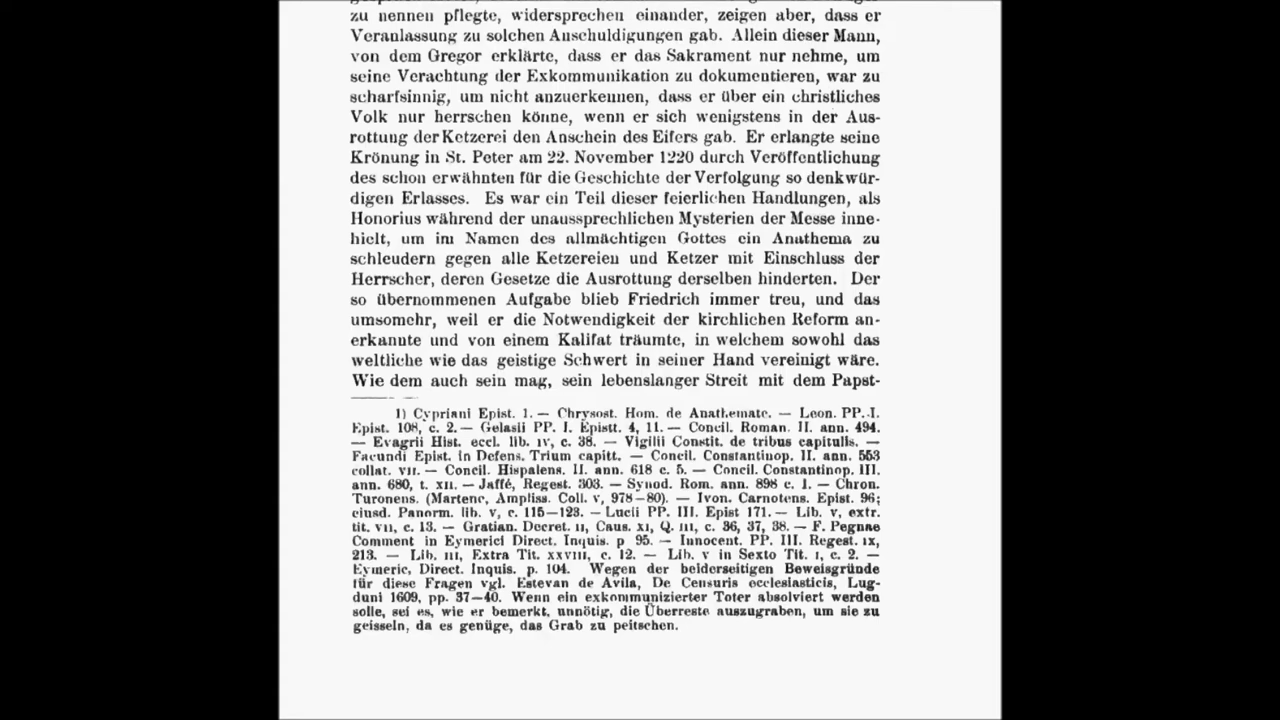 zu nennen pflegte, widersprechen einander, zeigen aber, dass er
Veranlassung zu solchen Anschuldigungen gab. Allein dieser Mann,
von dem Gregor erklärte, dass er das Sakrament nur nehme, um
seine Verachtung der Exkommunikation zu dokumentieren, war zu
scharfsinnig, um nicht anzuerkennen, dass er über ein christliches
Volk nur herrschen könne, wenn er sich wenigstens in der Aus-
rottung der Ketzerei den Anschein des Eifers gab. Er erlangte seine
Krönung in St. Peter am 22. November 1220 durch Veröffentlichung
des schon erwähnten für die Geschichte der Verfolgung so denkwür-
digen Erlasses. Es war ein Teil dieser feierlichen Handlungen, als
Honorius während der unaussprechlichen Mysterien der Messe inne-
hielt, um im Namen des allmächtigen Gottes ein Anathema zu
schleudern gegen alle Ketzereien und Ketzer mit Einschluss der
Herrscher, deren Gesetze die Ausrottung derselben hinderten. Der
so übernommenen Aufgabe blieb Friedrich immer treu, und das
umsomehr, weil er die Notwendigkeit der kirchlichen Reform an-
erkannte und von einem Kalifat träumte, in welchem sowohl das
weltliche wie das geistige Schwert in seiner Hand vereinigt wäre.
Wie dem auch sein mag, sein lebenslanger Streit mit dem Papst-
1) Cypriani Epist. 1. — Chrysost. Hom. de Anathemate. — Leon. PP. I.
Epist. 108, c. 2. — Gelasii PP. I. Epistt. 4, 11. — Concil. Roman. II. ann. 494.
— Evagrii Hist. eccl. lib. IV, c. 38. — Vigilii Constit. de tribus capitulis. —
Facundi Epist. in Defens. Trium capitt. — Concil. Constantinop. II. ann. 553
collat. VII. — Concil. Hispalens. II. ann. 618 c. 5. — Concil. Constantinop. III.
ann. 680, t. XII. — Jaffé, Regest. 303. — Synod. Rom. ann. 898 c. 1. — Chron.
Turonens. (Martene, Ampliss. Coll. V, 978—80). — Ivon. Carnotens. Epist. 96;
eiusd. Panorm. lib. V, c. 115—123. — Lucii PP. III. Epist 171. — Lib. V, extr.
tit. VII, c. 13. — Gratian. Decret. II, Caus. XI, Q. III, c. 36, 37, 38. — F. Pegnae
Comment in Eymerici Direct. Inquis. p 95. — Innocent. PP. III. Regest. IX,
213. — Lib. III, Extra Tit. XXVIII, c. 12. — Lib. V in Sexto Tit. I, c. 2. —
Eymeric, Direct. Inquis. p. 104. Wegen der beiderseitigen Beweisgründe
für diese Fragen vgl. Estevan de Avila, De Censuris ecclesiasticis, Lug-
duni 1609, pp. 37—40. Wenn ein exkommunizierter Toter absolviert werden
solle, sei es, wie er bemerkt, unnötig, die Überreste auszugraben, um sie zu
geisseln, da es genüge, das Grab zu peitschen.